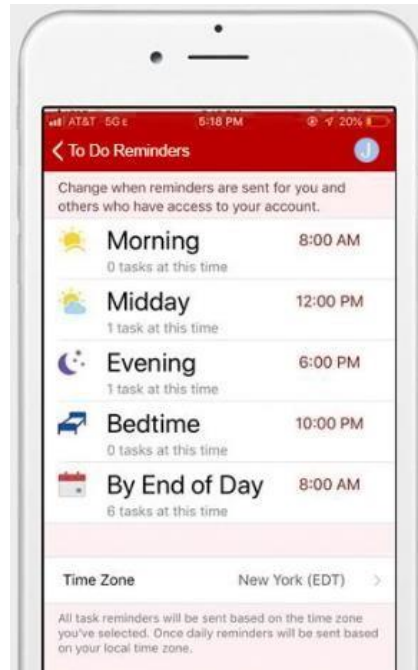 AT&T 5GE 5:18 PM 20%
To Do Reminders J
Change when reminders are sent for you and
others who have access to your account.
Morning 8:00 AM
0 tasks at this time
Midday 12:00 PM
1 task at this time
Evening 6:00 PM
1 task at this time
Bedtime 10:00 PM
0 tasks at this time
By End of Day 8:00 AM
6 tasks at this time
Time Zone New York (EDT)
All task reminders will be sent based on the time zone
you've selected. Once daily reminders will be sent based
on your local time zone.